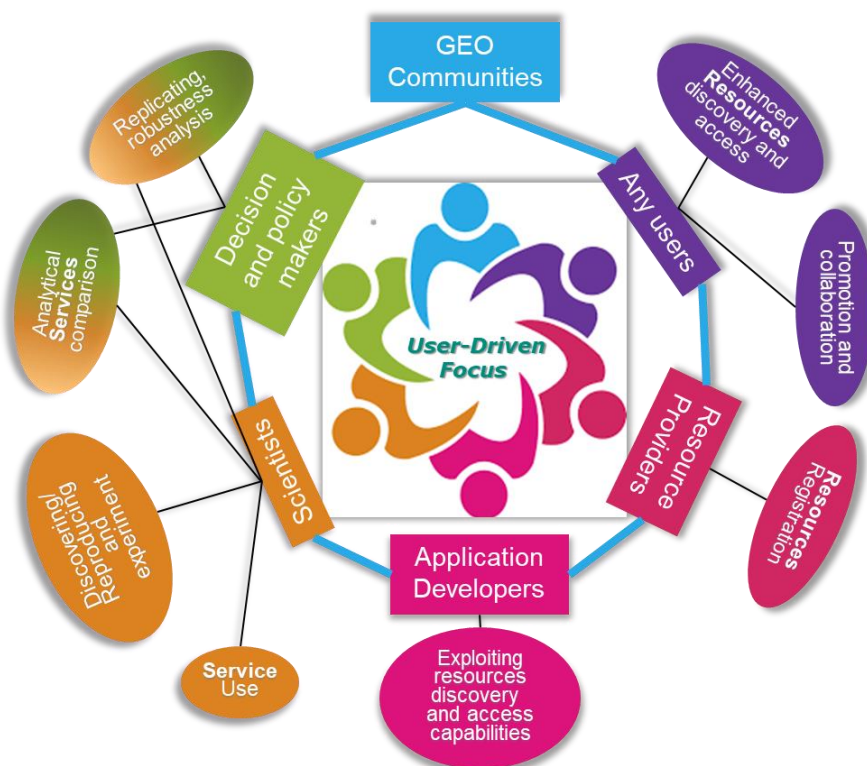 GEO
Communities
Replicating,
robustness
analysis
Enhanced
Resources
discovery and
access
Decision
and policy
makers
Any users
Analytical
Services
comparison
Promotion and
collaboration
User-Driven
Focus
Scientists
Resource
Providers
Discovering/
Reproducing
and
experiment
Resources
Registration
Application
Developers
Service
Use
Exploiting
resources
discovery
and access
capabilities